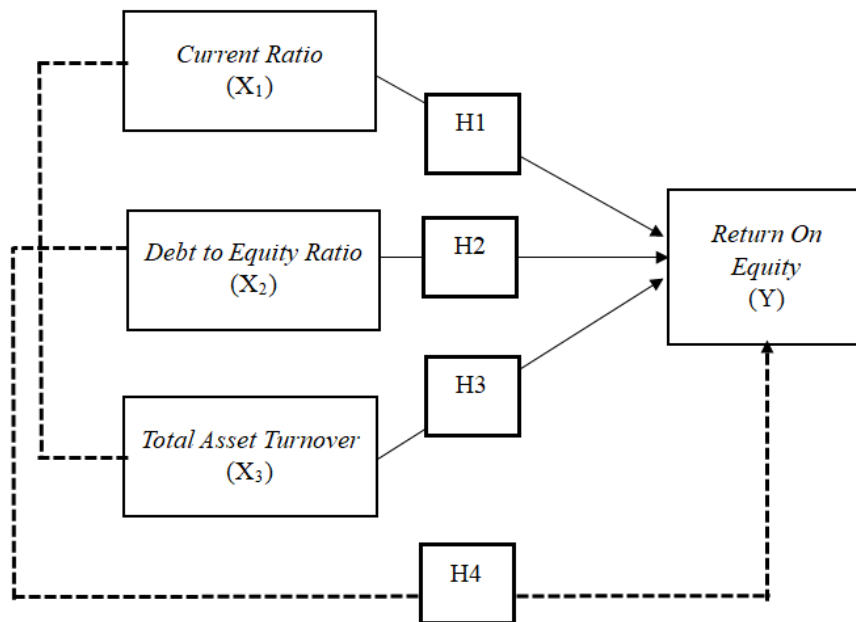 Current Ratio
(X₁)
H1
Debt to Equity Ratio
(X₂)
H2
Return On
Equity
(Y)
Total Asset Turnover
(X₃)
H3
H4